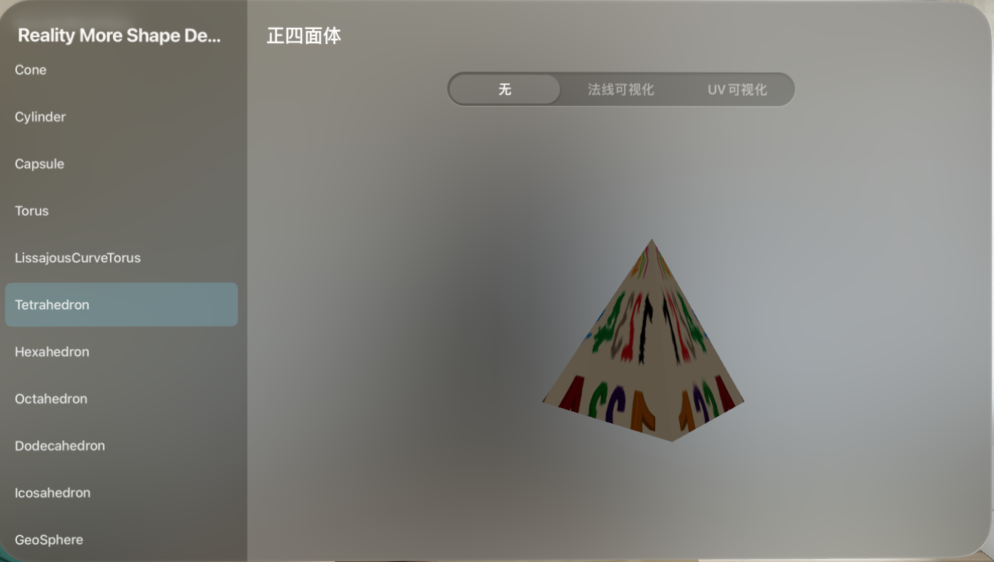 Reality More Shape De...
Cone
Cylinder
Capsule
Torus
LissajousCurveTorus
Tetrahedron
Hexahedron
Octahedron
Dodecahedron
Icosahedron
GeoSphere
正四面体
无
法线可视化
UV 可视化